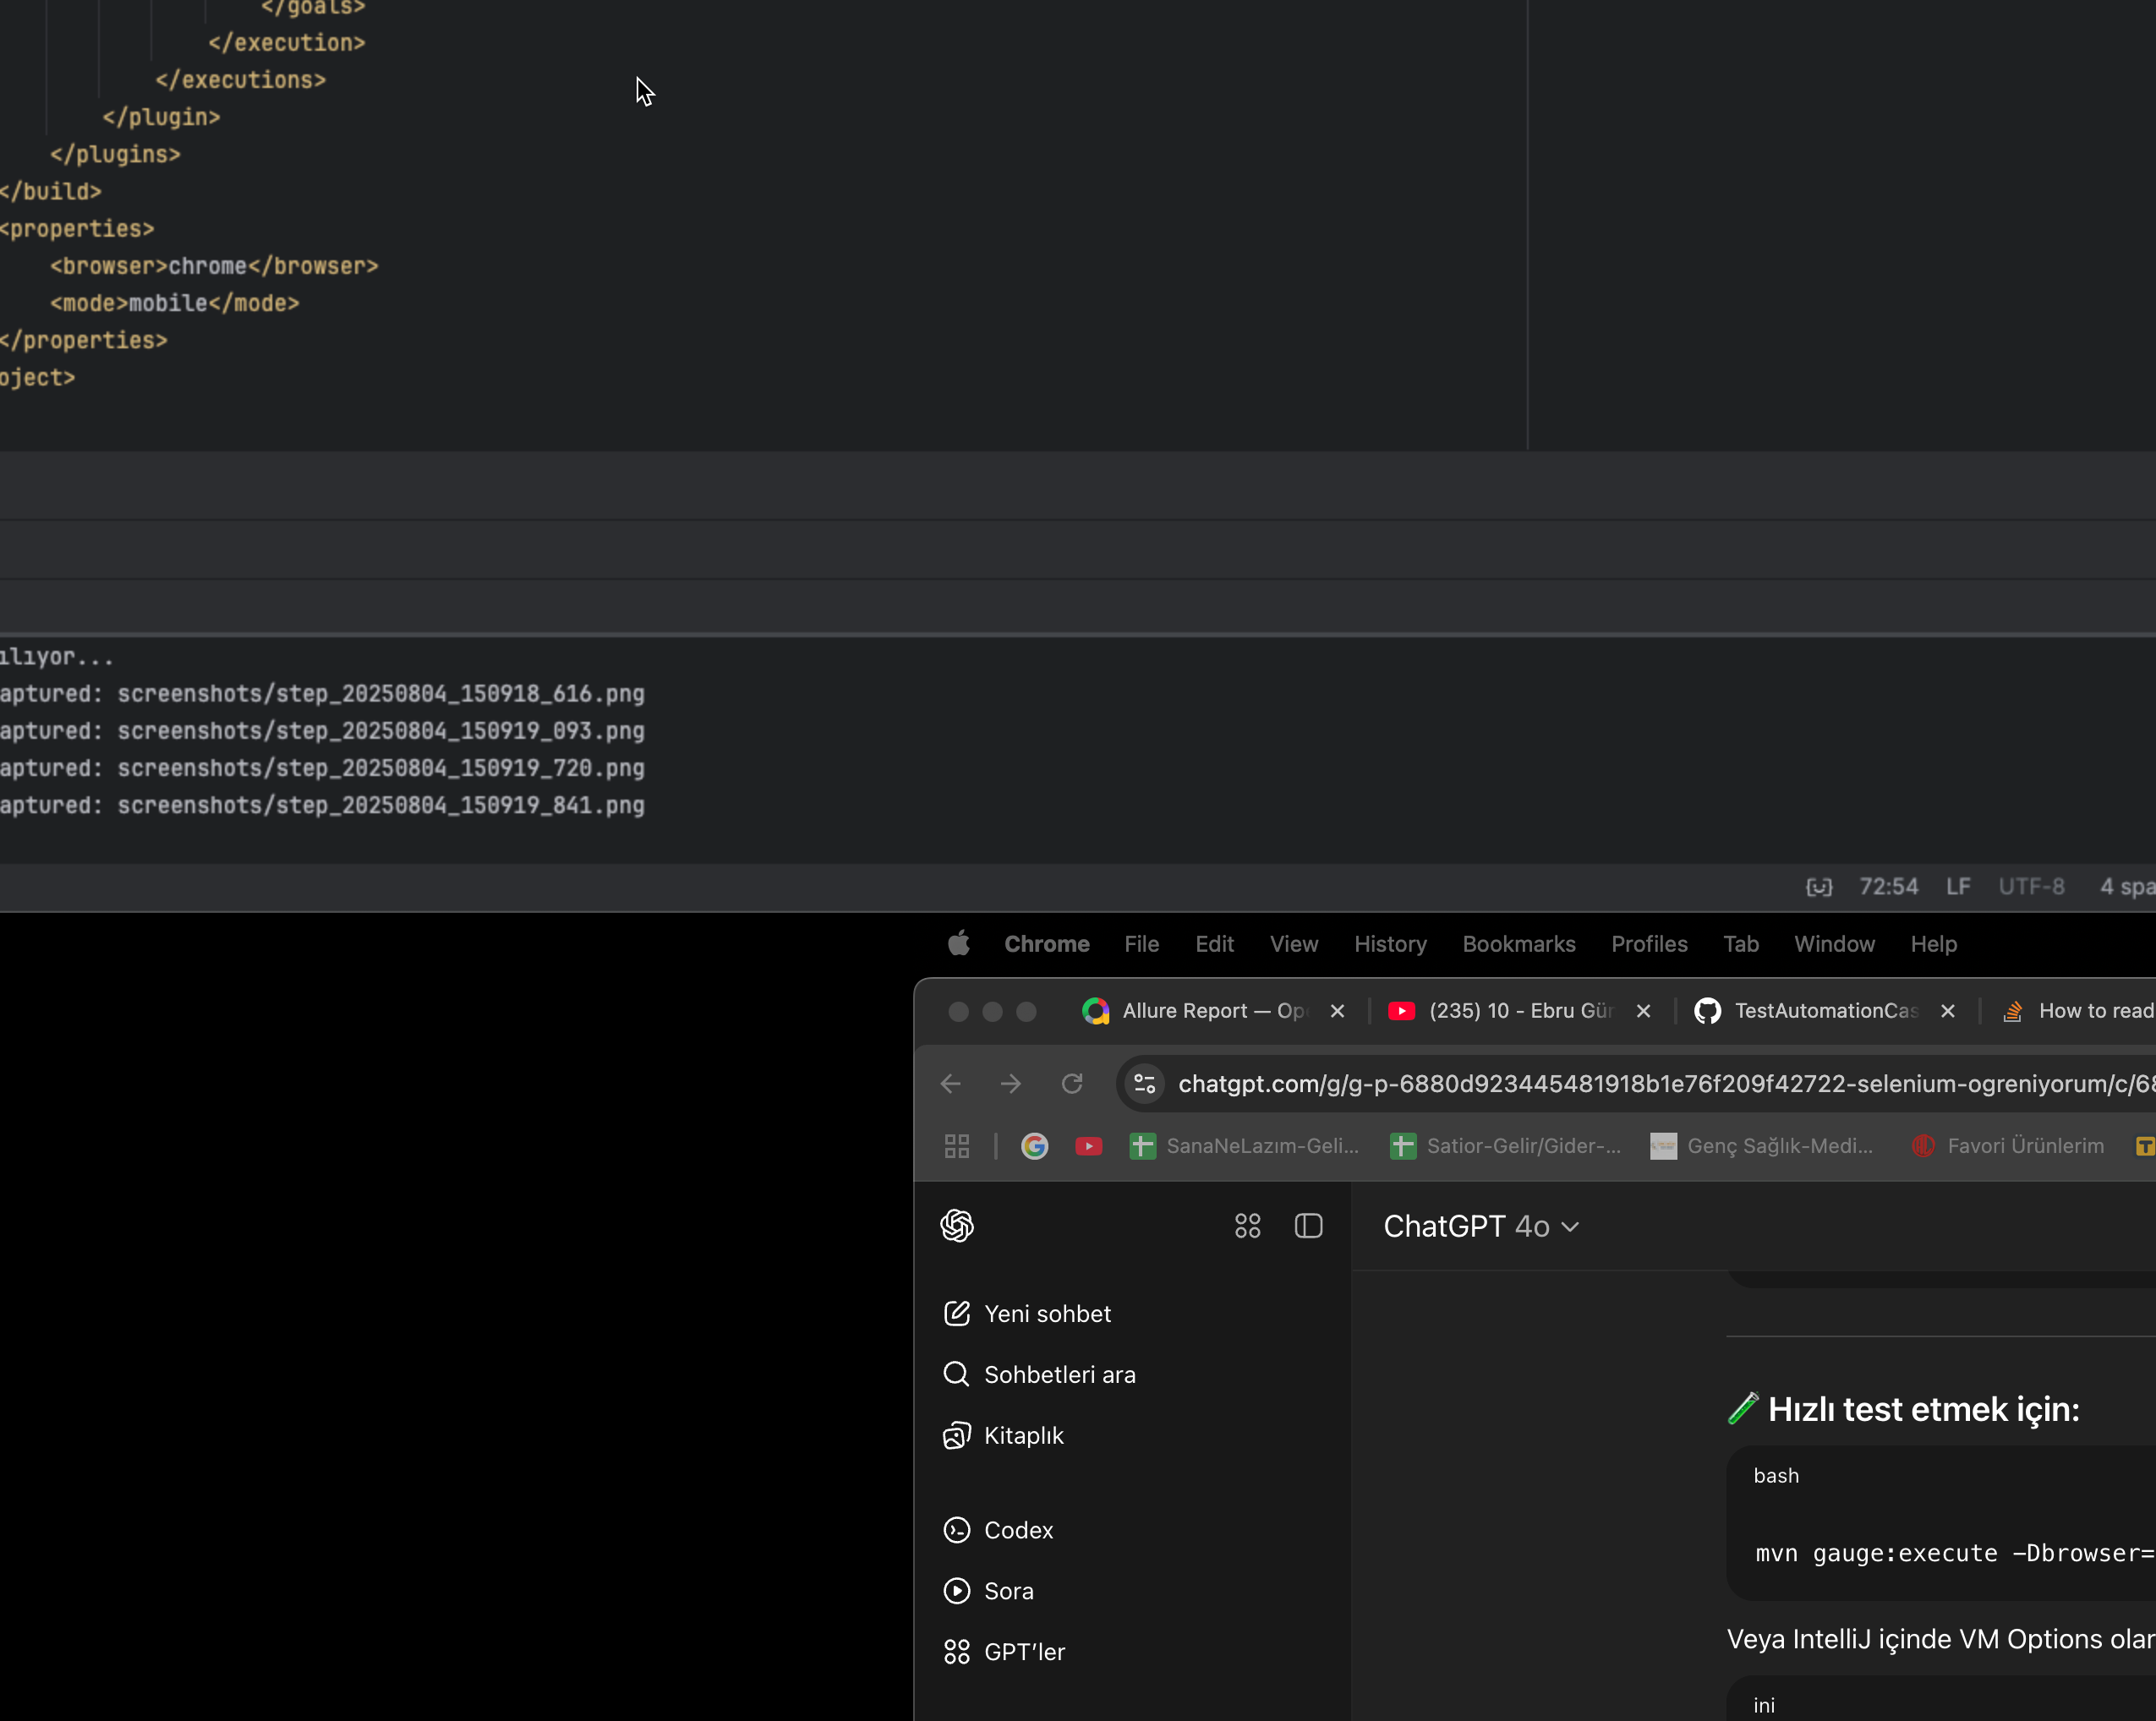 </goals>
</execution>
</executions>
</plugin>
</plugins>
</build>
<properties>
<browser>chrome</browser>
<mode>mobile</mode>
</properties>
oject>
ılıyor...
aptured: screenshots/step_20250804_150918_616.png
aptured: screenshots/step_20250804_150919_093.png
aptured: screenshots/step_20250804_150919_720.png
aptured: screenshots/step_20250804_150919_841.png
72:54 LF UTF-8 4 spa
Chrome File Edit View History Bookmarks Profiles Tab Window Help
Allure Report — Op (235) 10 - Ebru Gür TestAutomationCas How to read
chatgpt.com/g/g-p-6880d923445481918b1e76f209f42722-selenium-ogreniyorum/c/68
SanaNeLazım-Geli... Satior-Gelir/Gider-... Genç Sağlık-Medi... Favori Ürünlerim
ChatGPT 4o
Yeni sohbet
Sohbetleri ara
Kitaplık
Codex
Sora
GPT'ler
Hızlı test etmek için:
bash
mvn gauge:execute -Dbrowser=
Veya IntelliJ içinde VM Options olar
ini